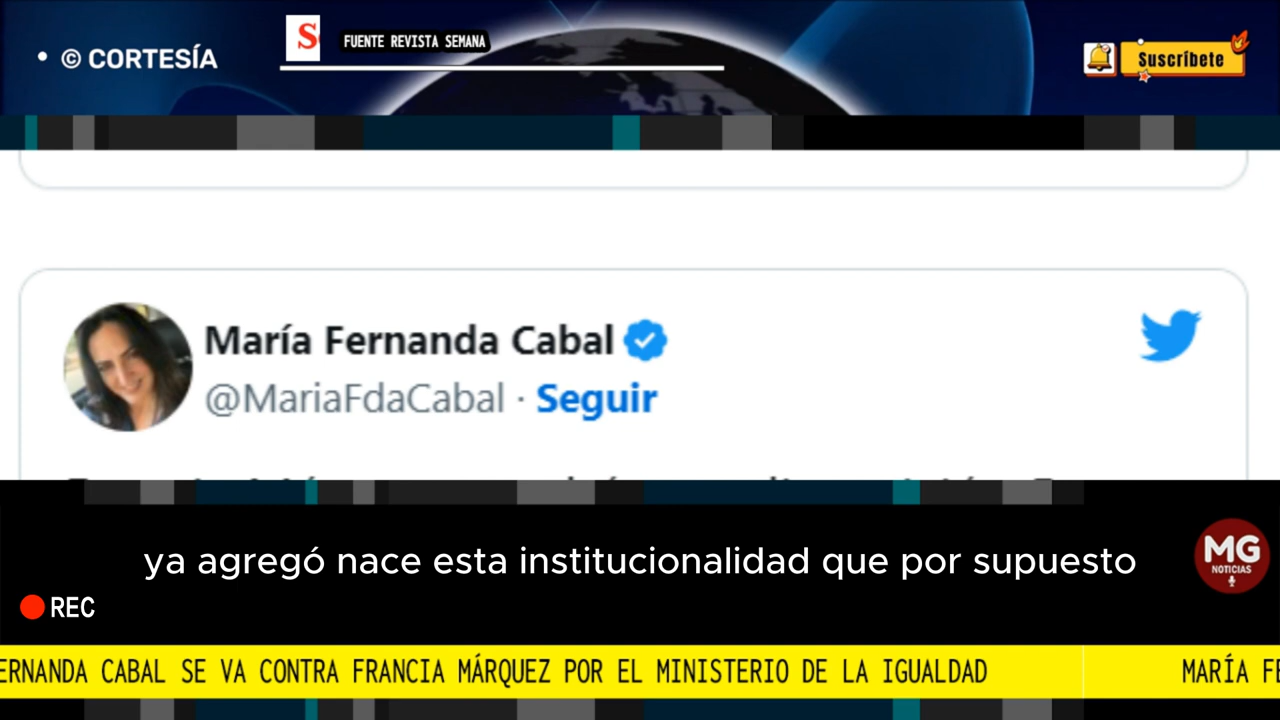 • © CORTESÍA
S
FUENTE REVISTA SEMANA
Suscríbete
María Fernanda Cabal
@MariaFdaCabal · Seguir
ya agregó nace esta institucionalidad que por supuesto
MG
NOTICIAS
REC
ERNANDA CABAL SE VA CONTRA FRANCIA MÁRQUEZ POR EL MINISTERIO DE LA IGUALDAD
MARÍA FE